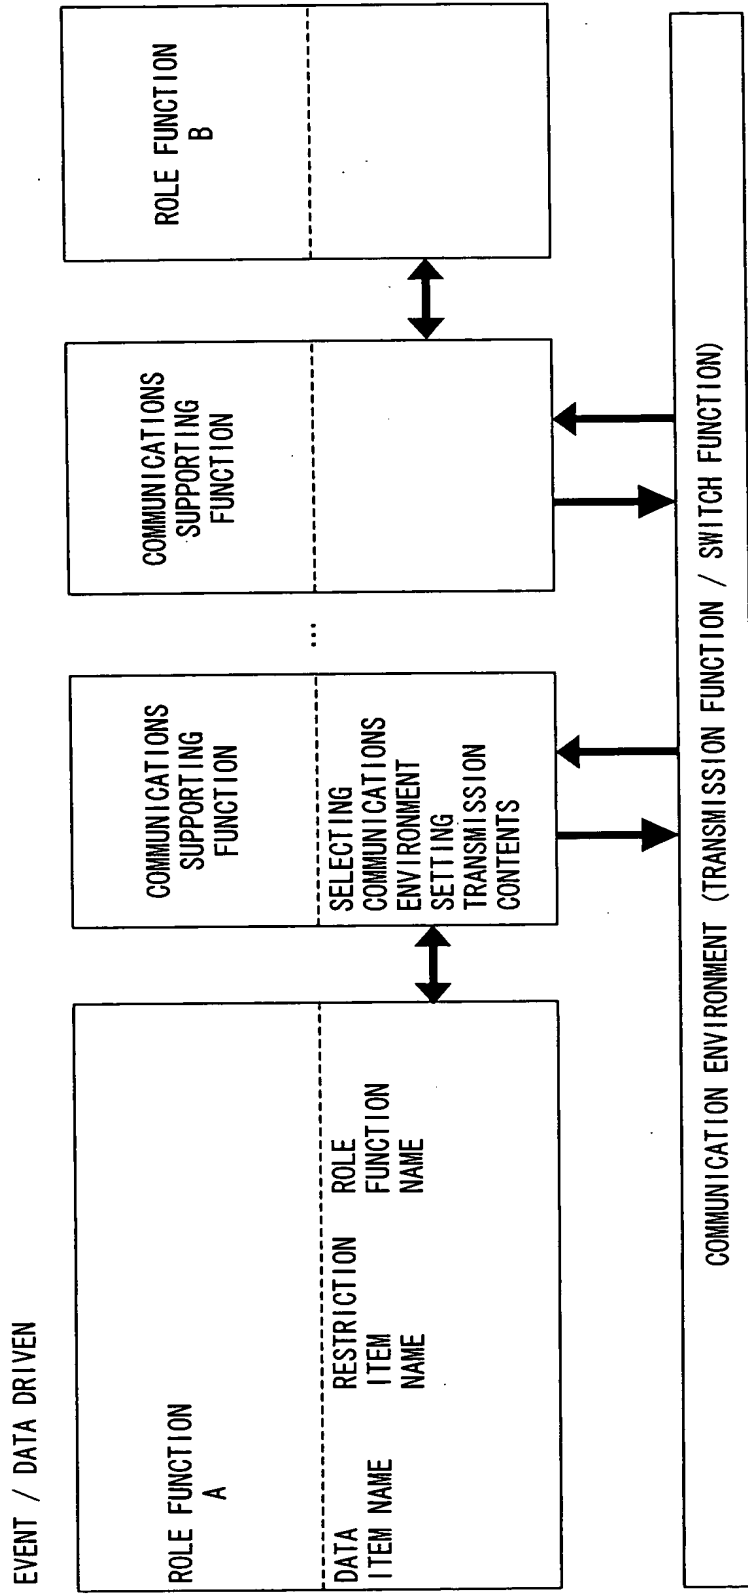 EVENT / DATA DRIVEN
ROLE FUNCTION
A
DATA
ITEM NAME
RESTRICTION
ITEM
NAME
ROLE
FUNCTION
NAME
COMMUNICATIONS
SUPPORTING
FUNCTION
SELECTING
COMMUNICATIONS
ENVIRONMENT
SETTING
TRANSMISSION
CONTENTS
...
COMMUNICATIONS
SUPPORTING
FUNCTION
ROLE FUNCTION
B
COMMUNICATION ENVIRONMENT (TRANSMISSION FUNCTION / SWITCH FUNCTION)